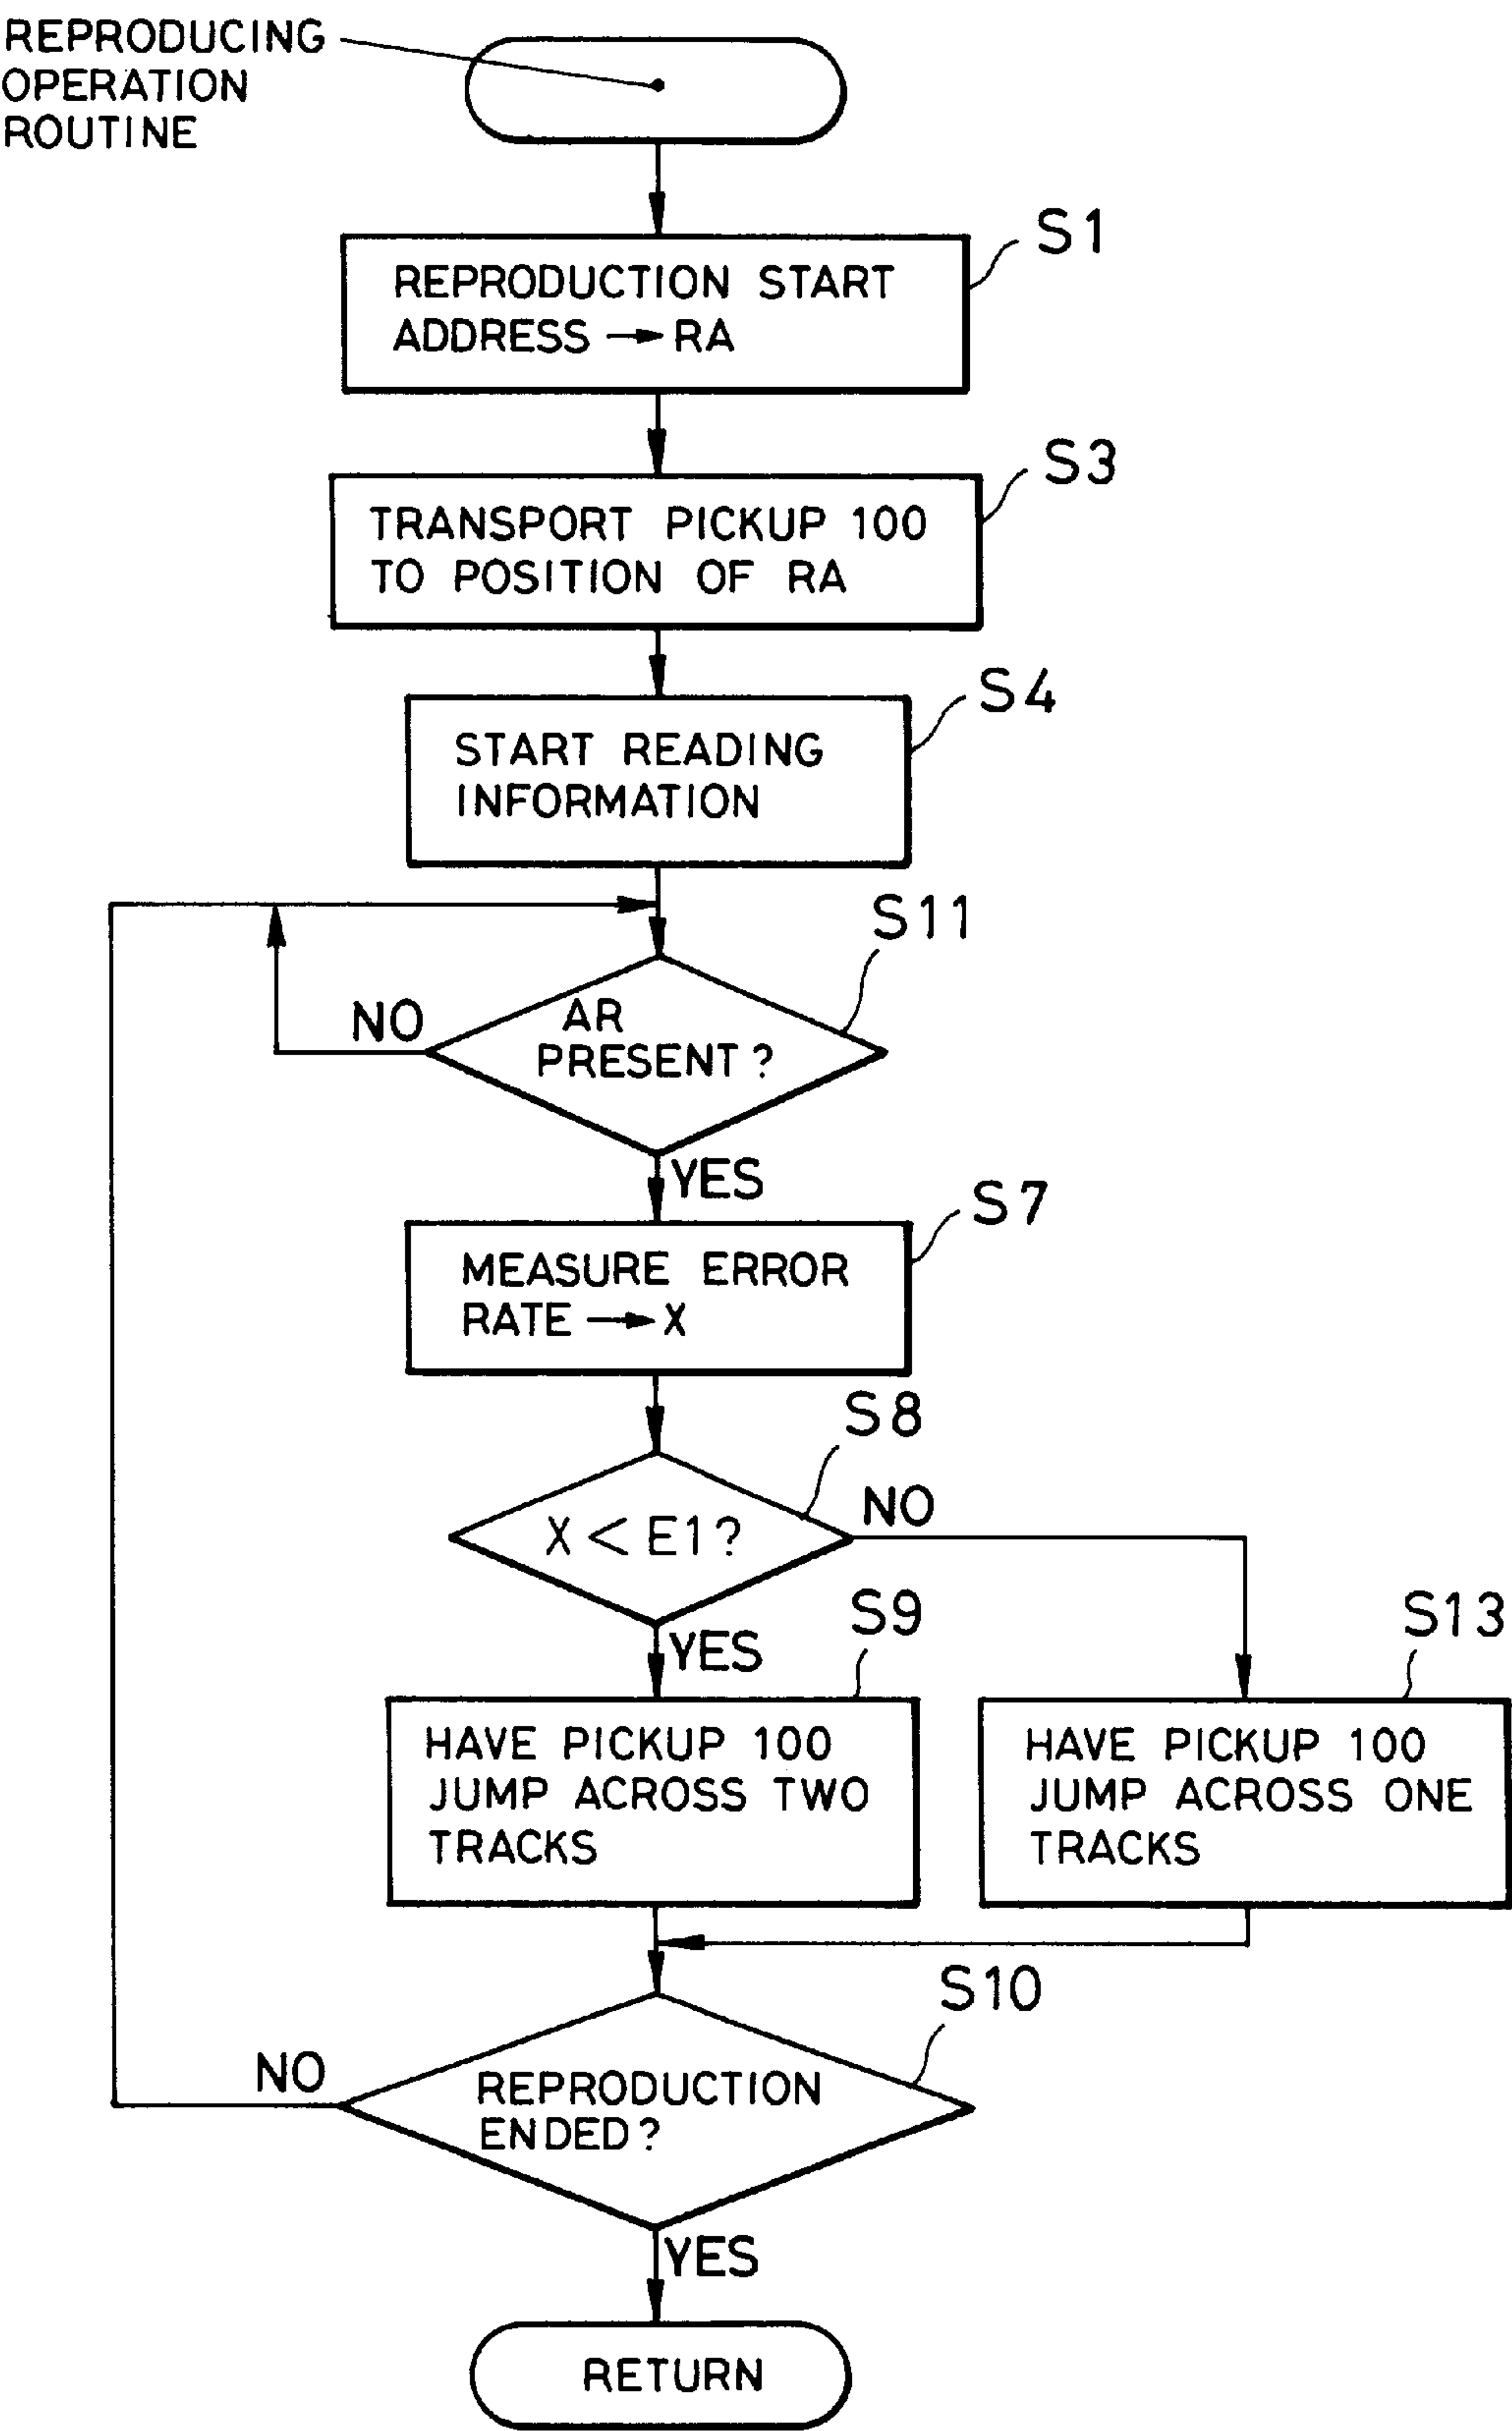 REPRODUCING
OPERATION
ROUTINE
S1
REPRODUCTION START
ADDRESS → RA
S3
TRANSPORT PICKUP 100
TO POSITION OF RA
S4
START READING
INFORMATION
S11
AR
PRESENT?
NO
YES
S7
MEASURE ERROR
RATE → X
S8
X < E1?
NO
YES
S9
HAVE PICKUP 100
JUMP ACROSS TWO
TRACKS
S13
HAVE PICKUP 100
JUMP ACROSS ONE
TRACKS
S10
REPRODUCTION
ENDED?
NO
YES
RETURN